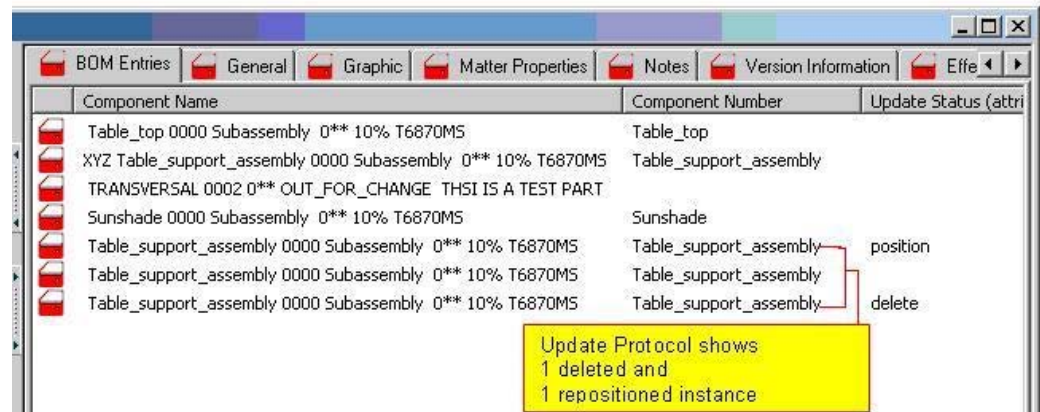 BOM Entries General Graphic Matter Properties Notes Version Information Effe
Component Name Component Number Update Status (attri
Table_top 0000 Subassembly 0** 10% T6870MS Table_top
XYZ Table_support_assembly 0000 Subassembly 0** 10% T6870MS Table_support_assembly
TRANSVERSAL 0002 0** OUT_FOR_CHANGE THSI IS A TEST PART
Sunshade 0000 Subassembly 0** 10% T6870MS Sunshade
Table_support_assembly 0000 Subassembly 0** 10% T6870MS Table_support_assembly position
Table_support_assembly 0000 Subassembly 0** 10% T6870MS Table_support_assembly
Table_support_assembly 0000 Subassembly 0** 10% T6870MS Table_support_assembly delete
Update Protocol shows
1 deleted and
1 repositioned instance